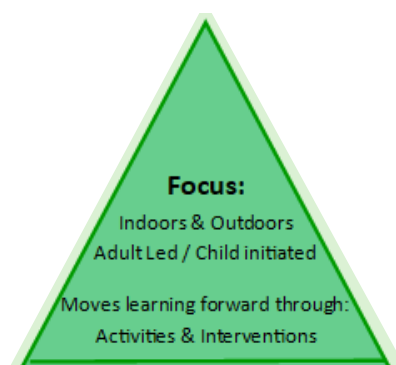 Focus:
Indoors & Outdoors
Adult Led / Child initiated
Moves learning forward through:
Activities & Interventions